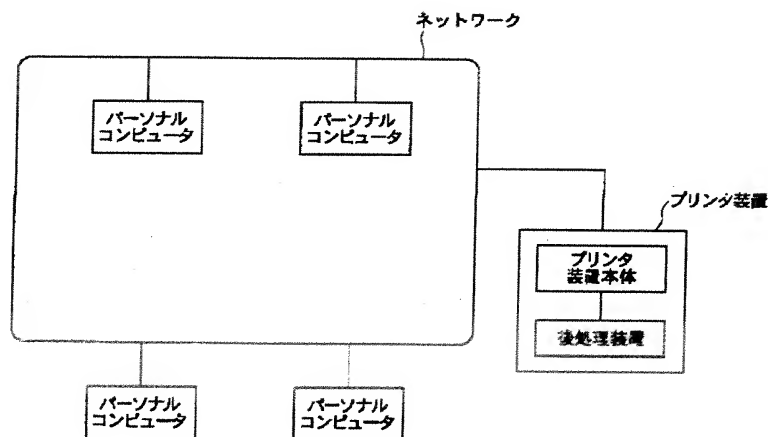 ネットワーク
パーソナル
コンピュータ
パーソナル
コンピュータ
プリンタ装置
プリンタ
装置本体
後処理装置
パーソナル
コンピュータ
パーソナル
コンピュータ